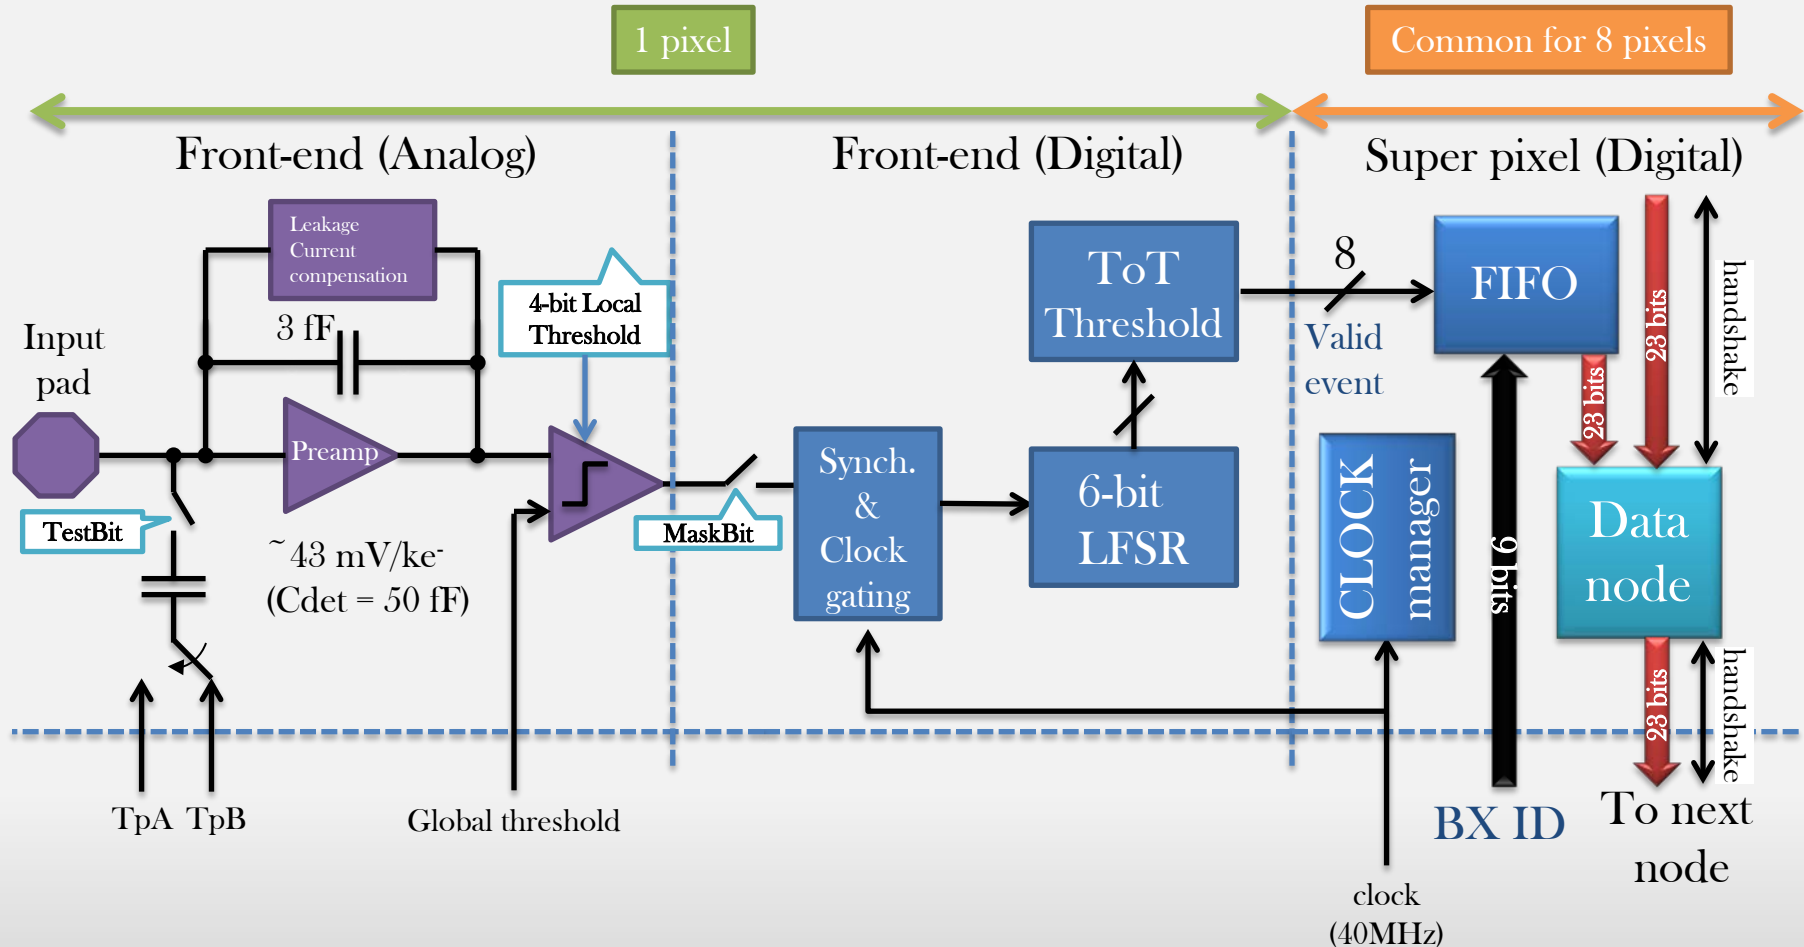 1 pixel
Common for 8 pixels
Front-end (Analog)
Front-end (Digital)
Super pixel (Digital)
Leakage
Current
compensation
3 fF
Input
pad
4-bit Local
Threshold
Preamp
TestBit
~43 mV/ke-
(Cdet = 50 fF)
MaskBit
TpA
TpB
Global threshold
Synch.
&
Clock
gating
6-bit
LFSR
ToT
Threshold
8
Valid
event
FIFO
23 bits
23 bits
handshake
CLOCK
manager
9 bits
Data
node
23 bits
handshake
BX ID
To next
node
clock
(40MHz)